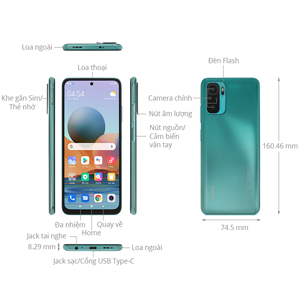 Loa ngoài
Đèn Flash
Loa thoại
Khe gắn Sim/
Thẻ nhớ
Camera chính
Nút âm lượng
Nút nguồn/
Cảm biến
vân tay
160.46 mm
04:54
Đa nhiệm
Quay về
Home
74.5 mm
Jack tai nghe
8.29 mm
Loa ngoài
Jack sạc/Cổng USB Type-C